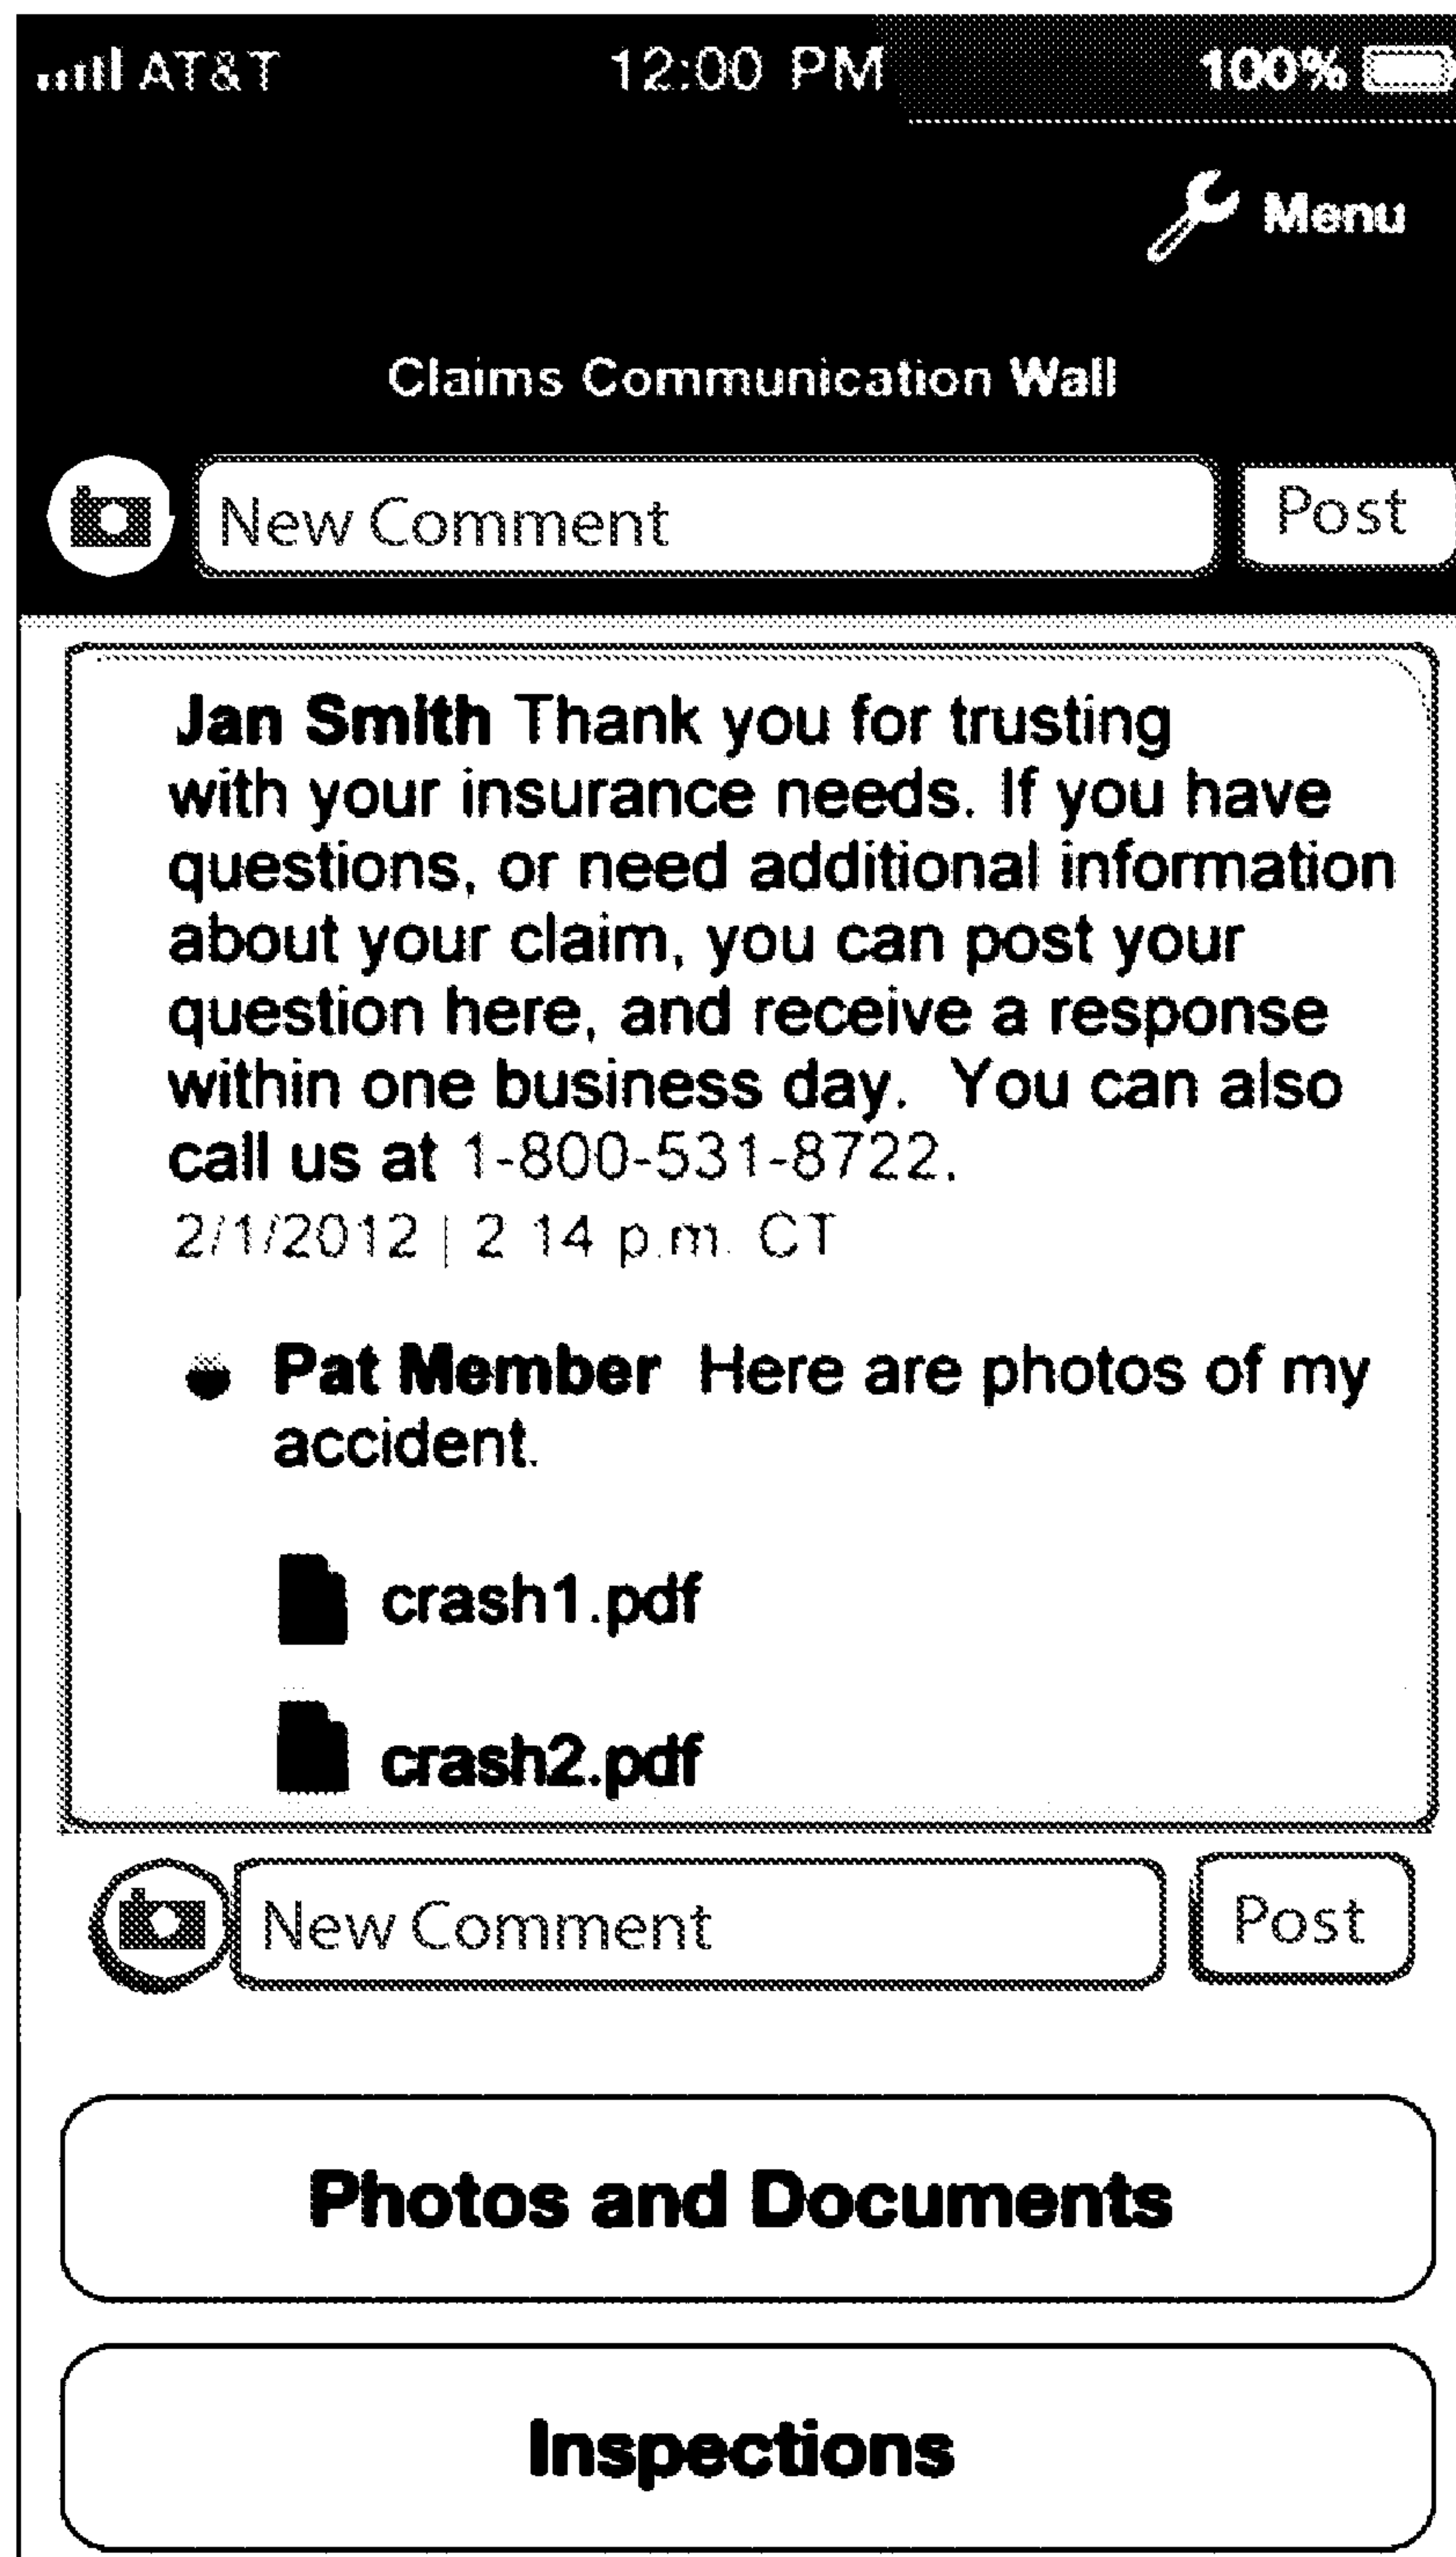 AT&T 12:00 PM 100%
Menu
Claims Communication Wall
New Comment Post
Jan Smith Thank you for trusting
with your insurance needs. If you have
questions, or need additional information
about your claim, you can post your
question here, and receive a response
within one business day. You can also
call us at 1-800-531-8722.
2/1/2012 | 2 14 p.m. CT
Pat Member Here are photos of my
accident.
crash1.pdf
crash2.pdf
New Comment Post
Photos and Documents
Inspections